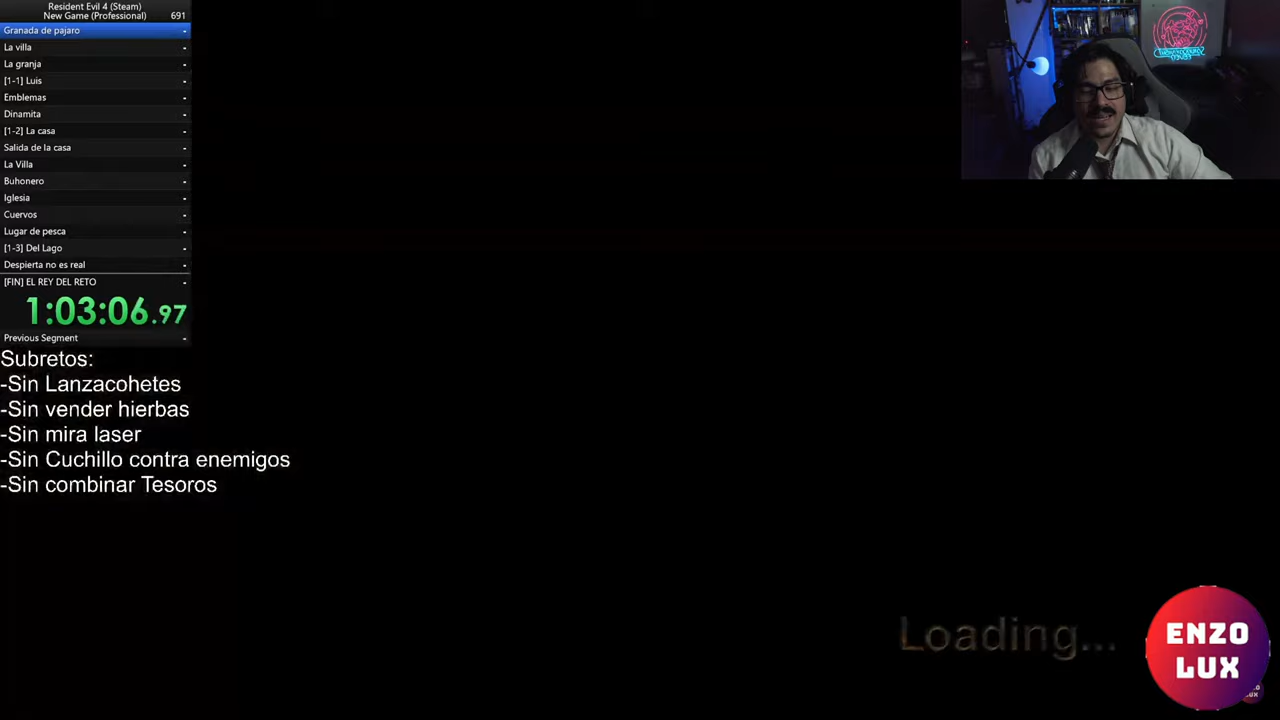 Resident Evil 4 (Steam)
New Game (Professional) 691
Granada de pajaro -
La villa -
La granja -
[1-1] Luis -
Emblemas -
Dinamita -
[1-2] La casa -
Salida de la casa -
La Villa -
Buhonero -
Iglesia -
Cuervos -
Lugar de pesca -
[1-3] Del Lago -
Despierta no es real -
[FIN] EL REY DEL RETO -
1:03:06.97
Previous Segment -
Subretos:
-Sin Lanzacohetes
-Sin vender hierbas
-Sin mira laser
-Sin Cuchillo contra enemigos
-Sin combinar Tesoros
Loading...
ENZO
LUX